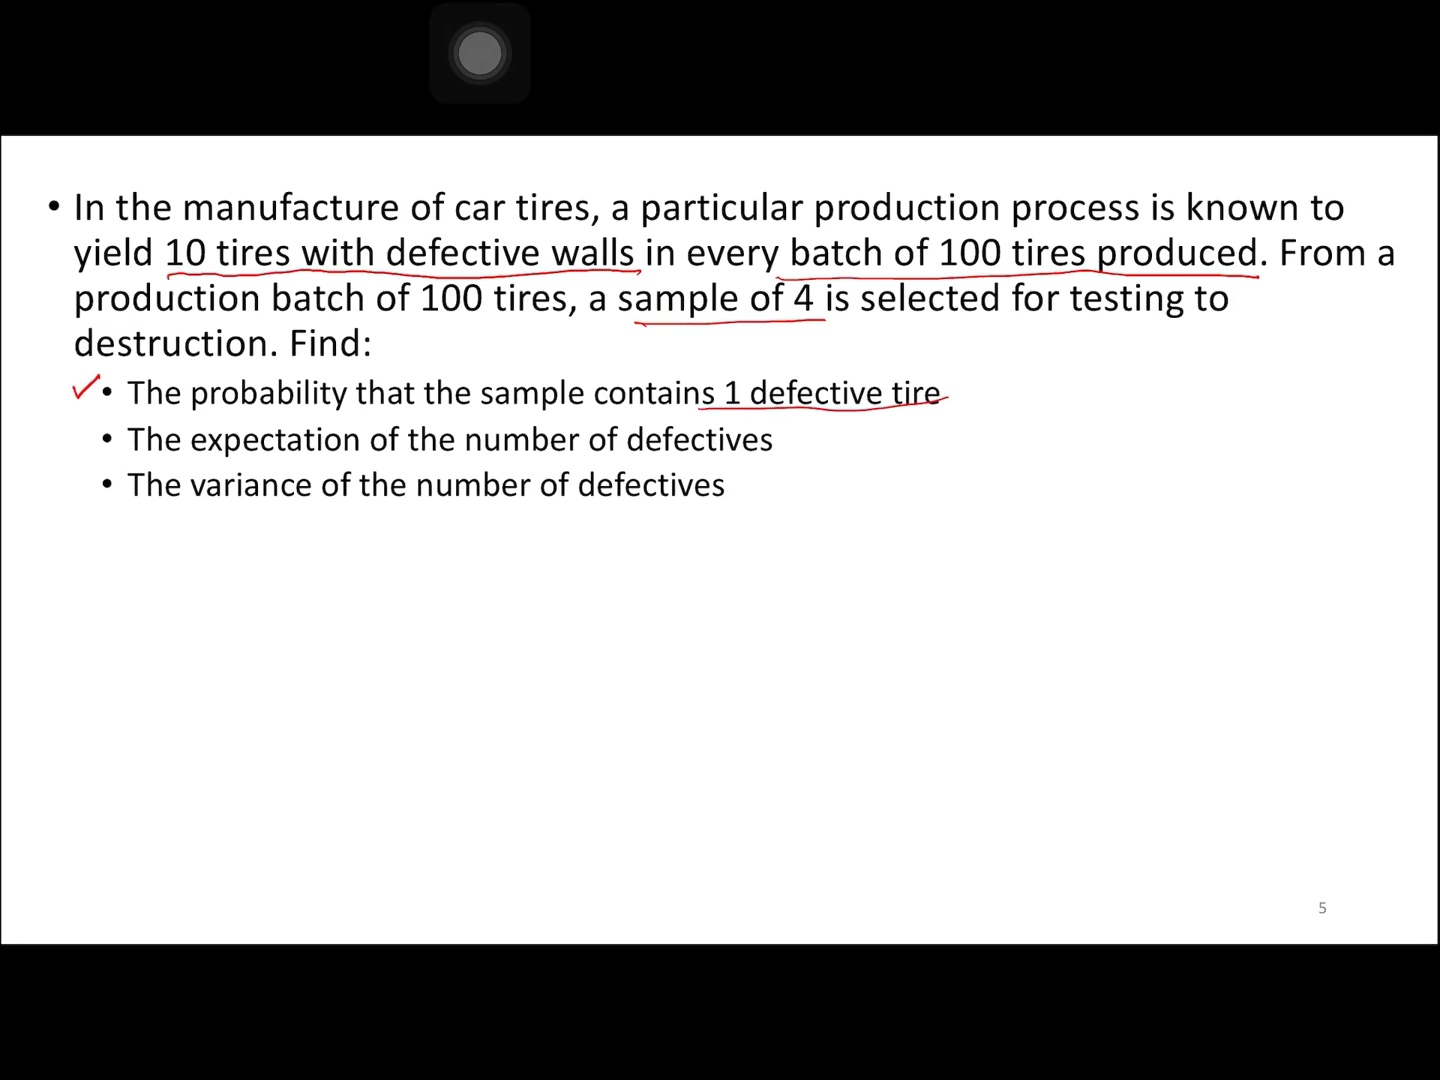 • In the manufacture of car tires, a particular production process is known to
yield 10 tires with defective walls in every batch of 100 tires produced. From a
production batch of 100 tires, a sample of 4 is selected for testing to
destruction. Find:
• The probability that the sample contains 1 defective tire
• The expectation of the number of defectives
• The variance of the number of defectives
5